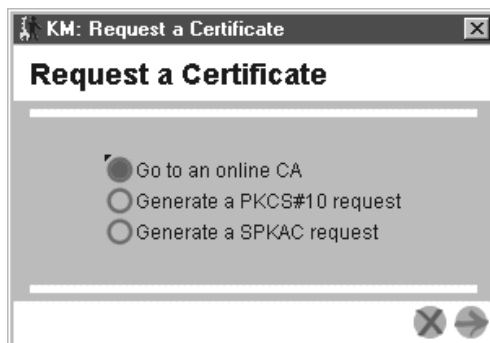 KM: Request a Certificate
Request a Certificate
Go to an online CA
Generate a PKCS#10 request
Generate a SPKAC request